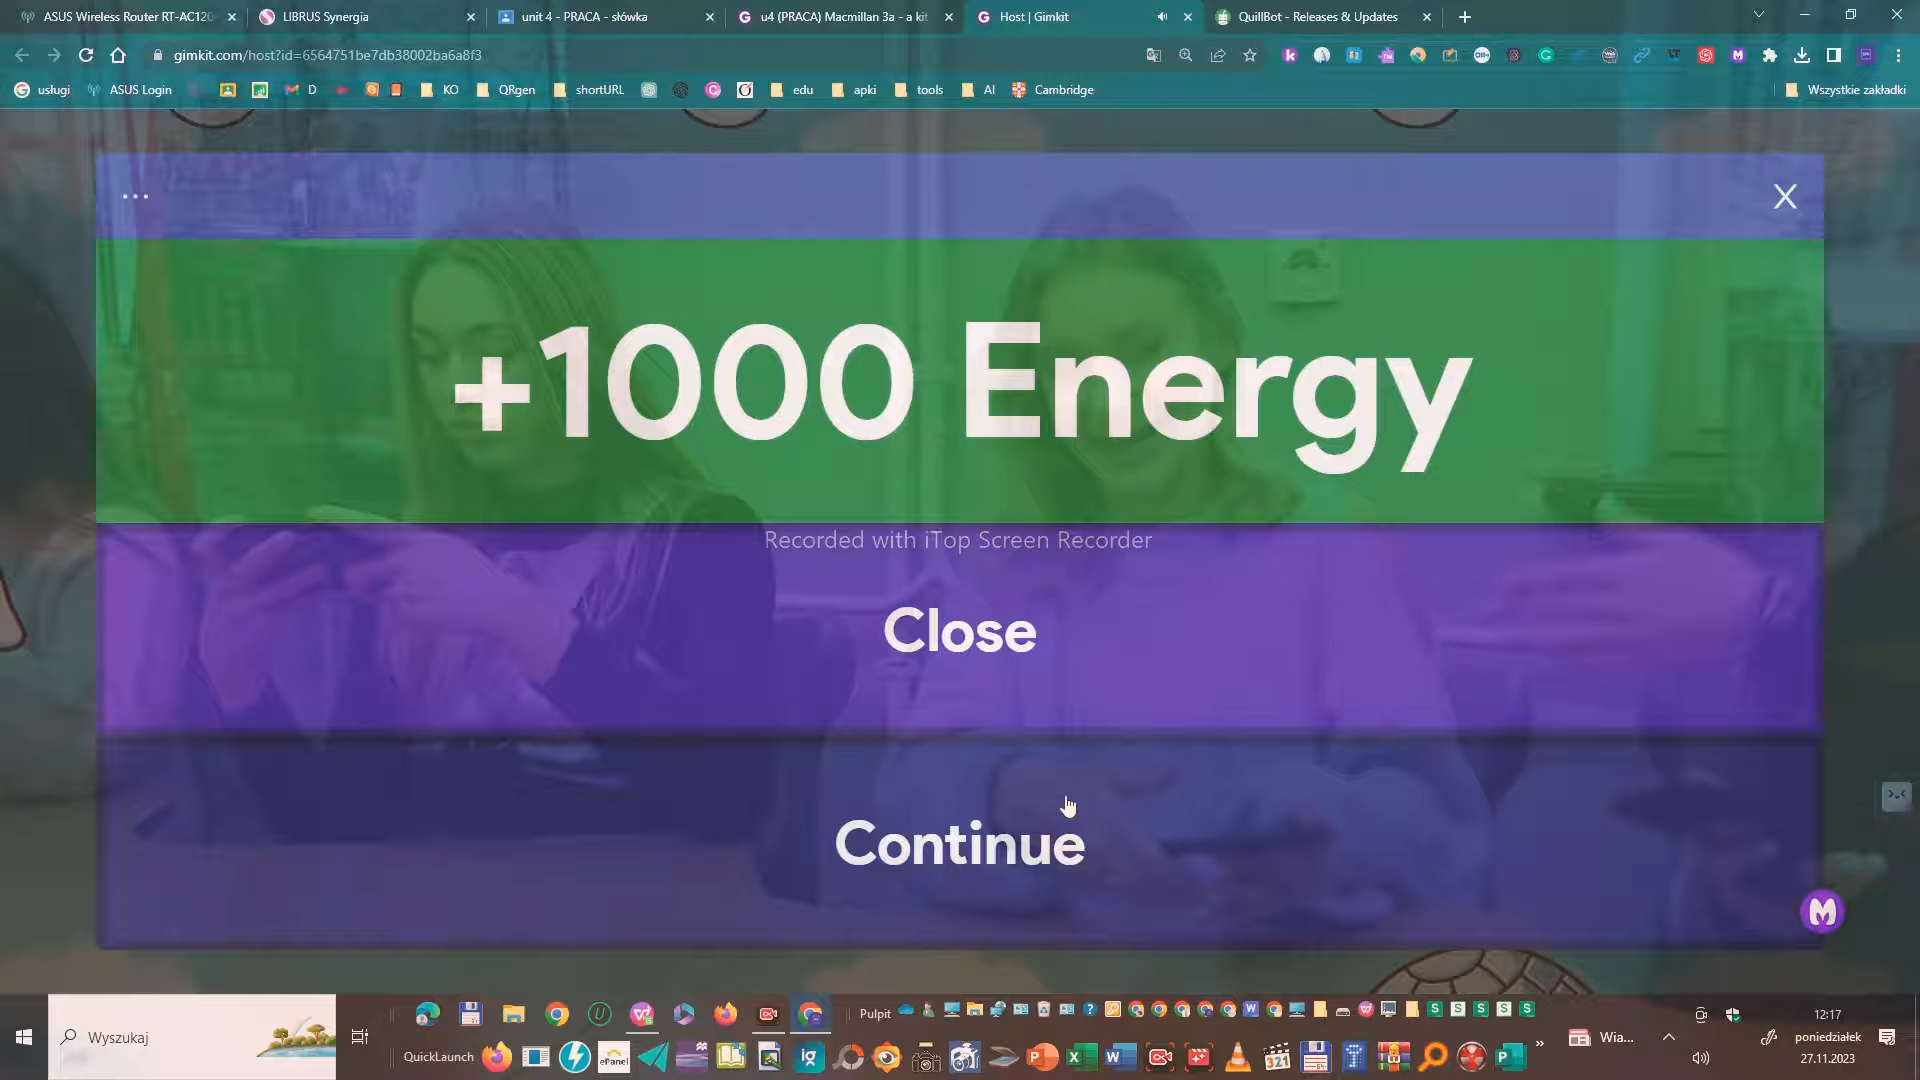 ASUS Wireless Router RT-AC120
LIBRUS Synergia
unit 4 - PRACA - słówka
u4 (PRACA) Macmillan 3a - a kit
Host | Gimkit
QuillBot - Releases & Updates
gimkit.com/host?id=6564751be7db38002ba6a8f3
usługi
ASUS Login
D
KO
QRgen
shortURL
edu
apki
tools
AI
Cambridge
Wszystkie zakładki
X
+1000 Energy
Recorded with iTop Screen Recorder
Close
Continue
Pulpit
12:17
Wyszukaj
QuickLaunch
Wia...
poniedziałek
27.11.2023